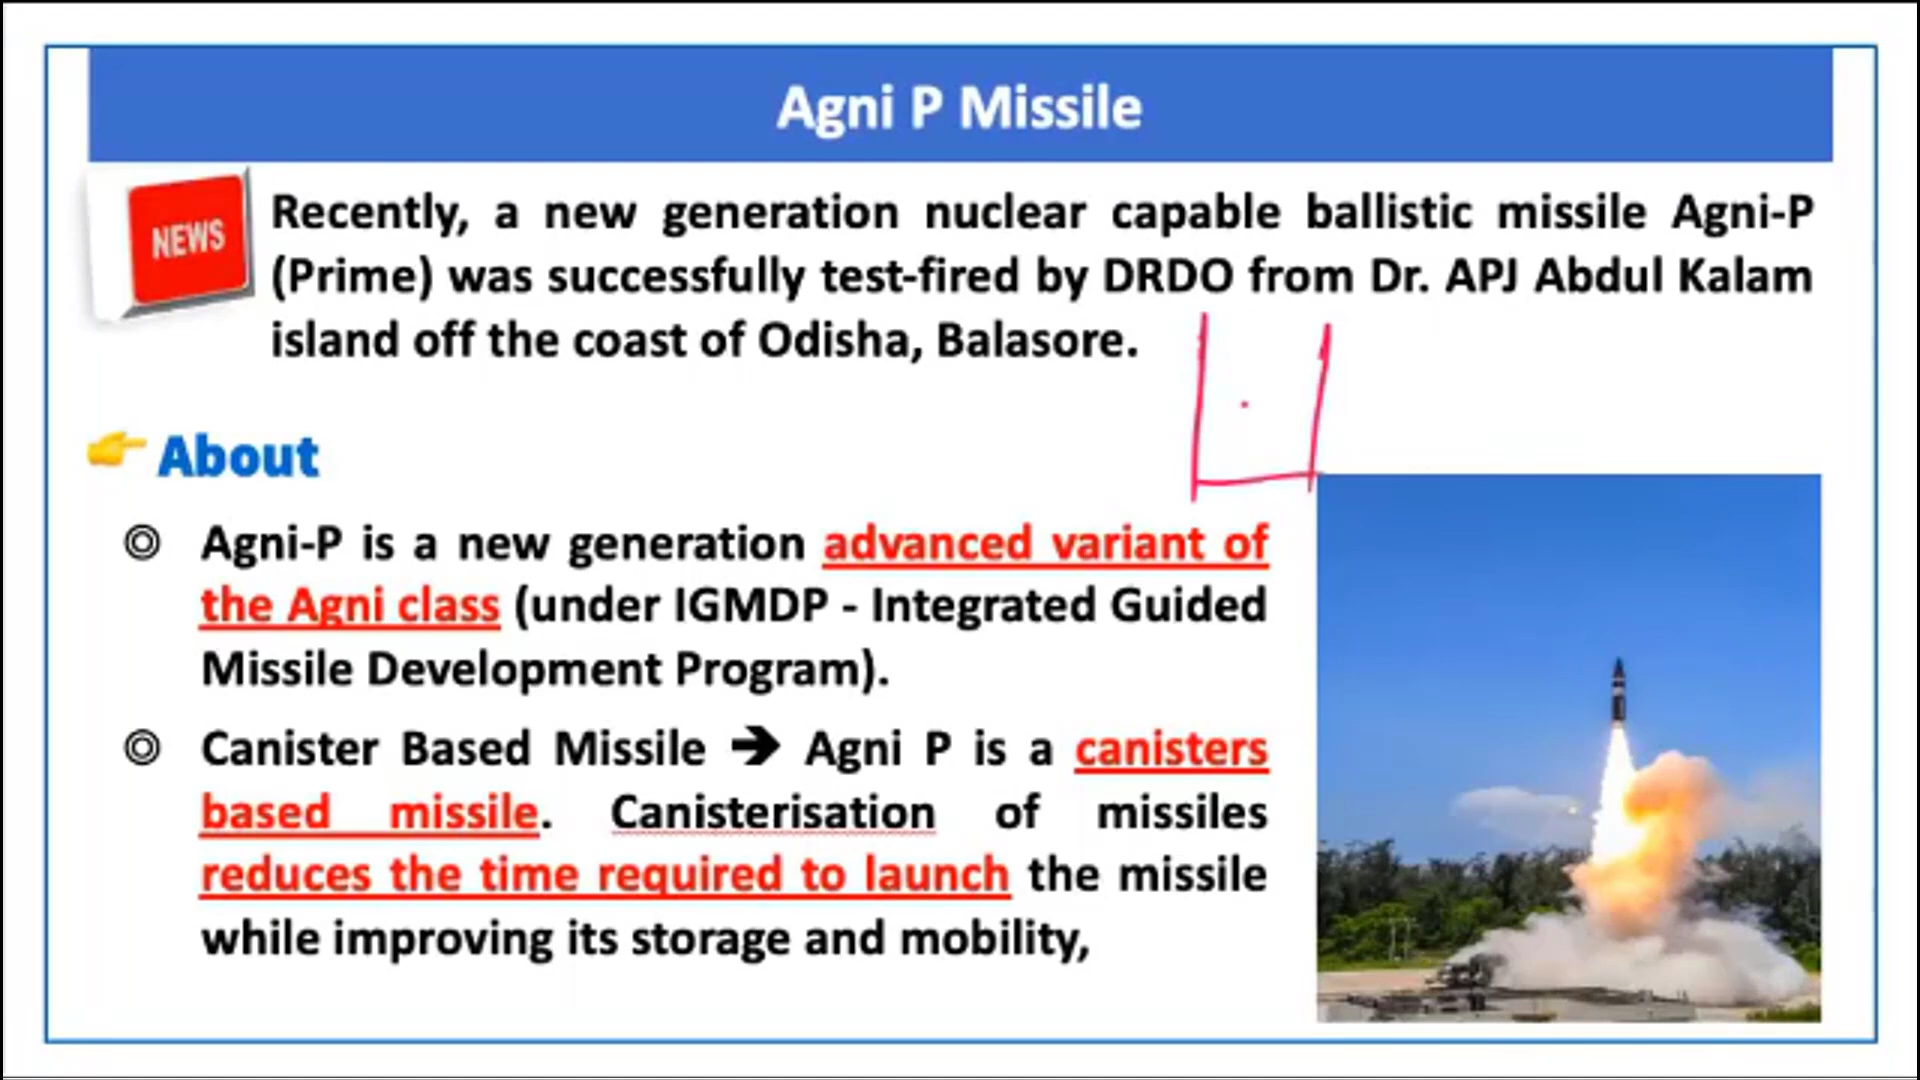 Agni P Missile
NEWS
Recently, a new generation nuclear capable ballistic missile Agni-P
(Prime) was successfully test-fired by DRDO from Dr. APJ Abdul Kalam
island off the coast of Odisha, Balasore.
About
Agni-P is a new generation advanced variant of
the Agni class (under IGMDP - Integrated Guided
Missile Development Program).
Canister Based Missile → Agni P is a canisters
based missile. Canisterisation of missiles
reduces the time required to launch the missile
while improving its storage and mobility,